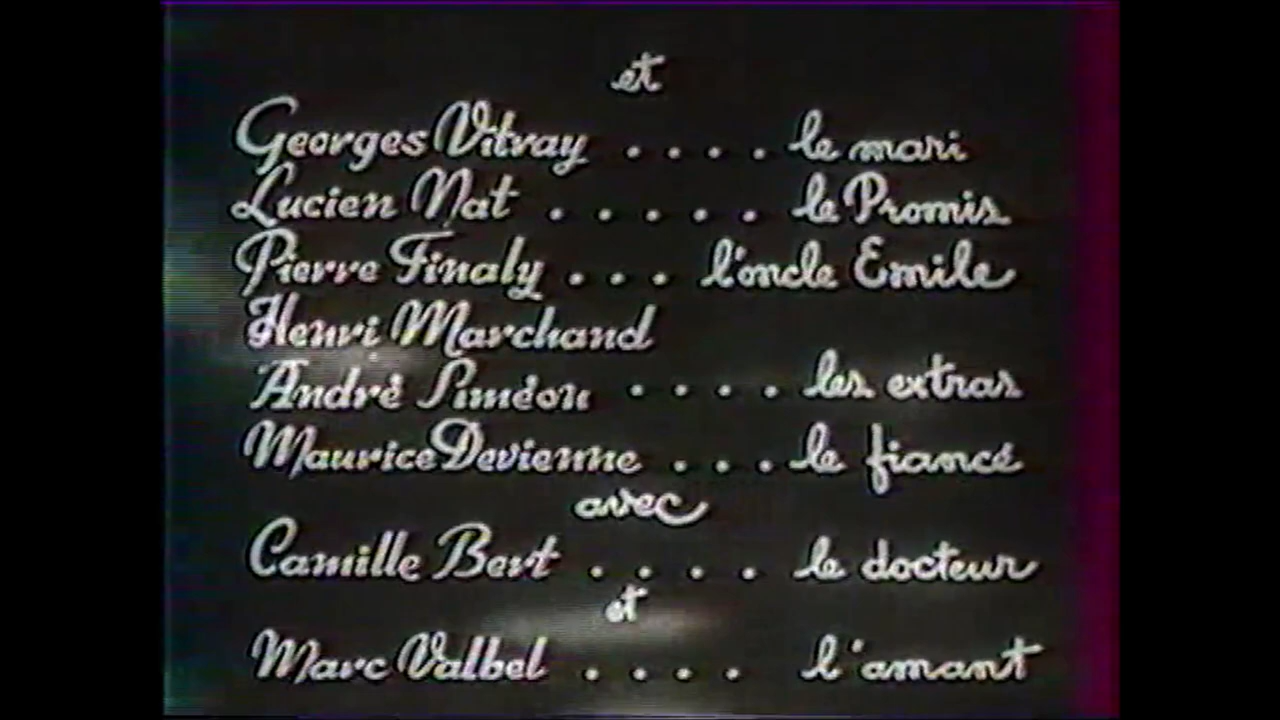 et
Georges Vitray .... le mari
Lucien Nat ..... le Promis
Pierre Finaly ... l'oncle Emile
Henri Marchand
André Siméon .... les extras
Maurice Devienne ... le fiancé
avec
Camille Bert .... le docteur
et
Marc Valbel .... l'amant